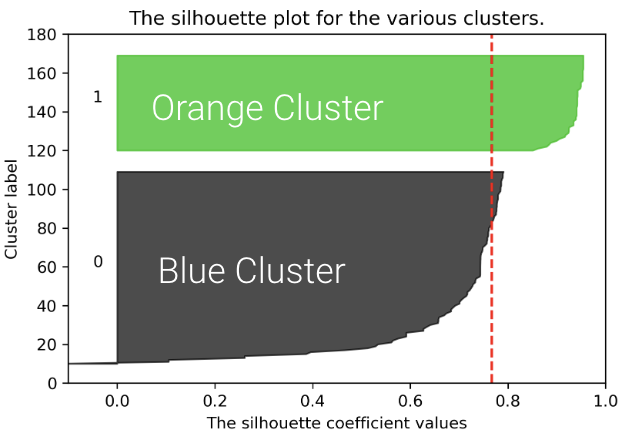 The silhouette plot for the various clusters.
180
160
140
120
100
80
60
40
20
0
Cluster label
1
Orange Cluster
0
Blue Cluster
0.0 0.2 0.4 0.6 0.8 1.0
The silhouette coefficient values